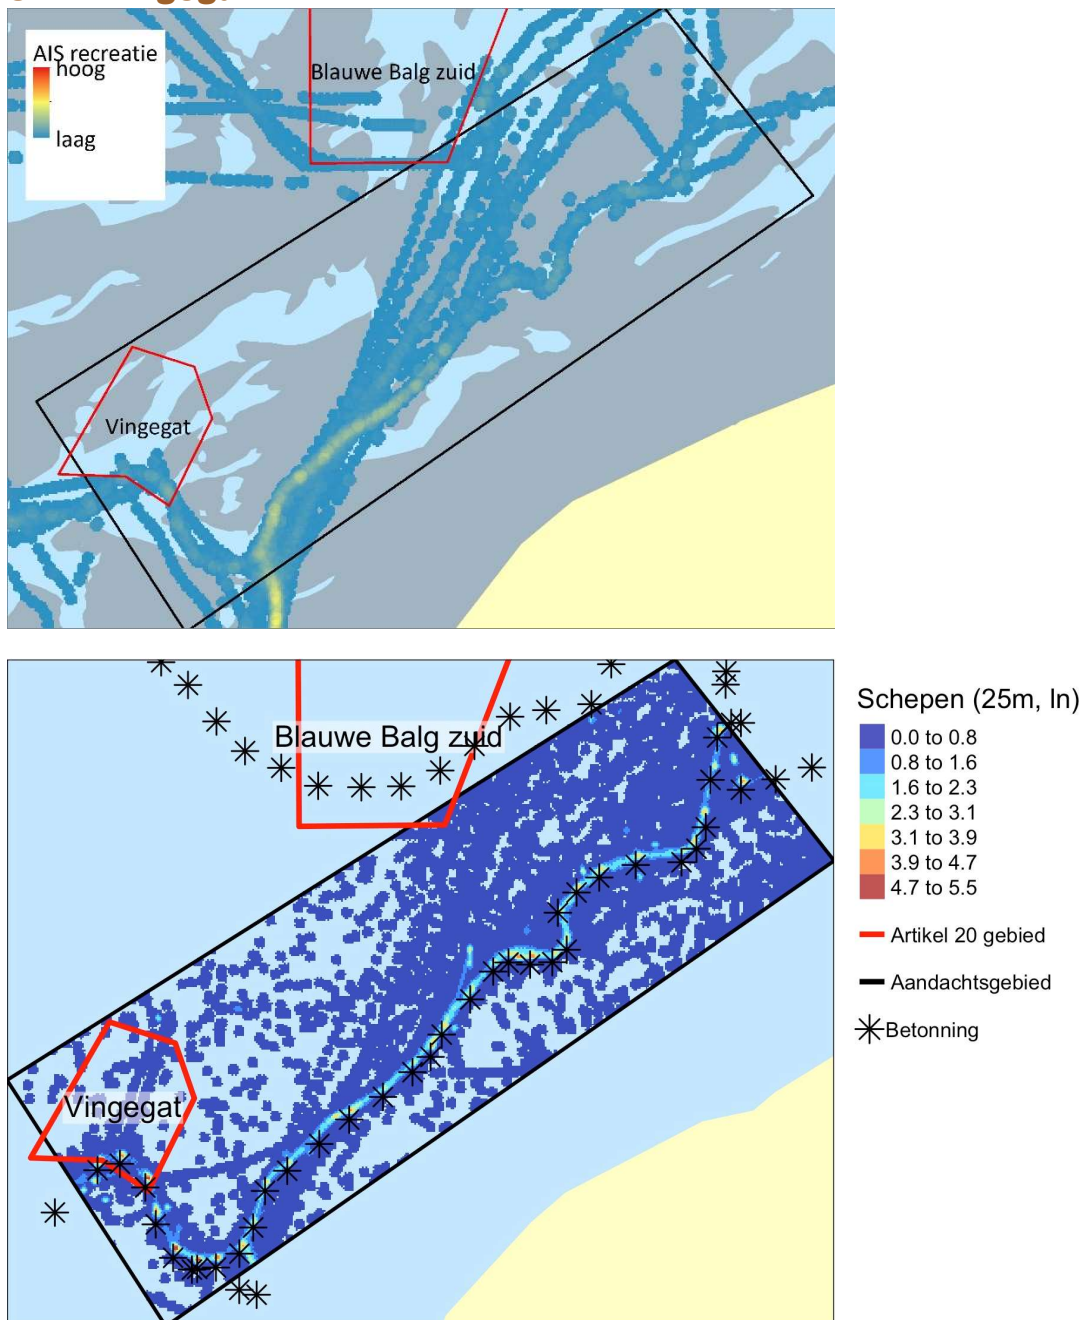 AIS recreatie
hoog
laag
Blauwe Balg zuid
Vingegat
Blauwe Balg zuid
Vingegat
Schepen (25m, ln)
0.0 to 0.8
0.8 to 1.6
1.6 to 2.3
2.3 to 3.1
3.1 to 3.9
3.9 to 4.7
4.7 to 5.5
Artikel 20 gebied
Aandachtsgebied
Betonning